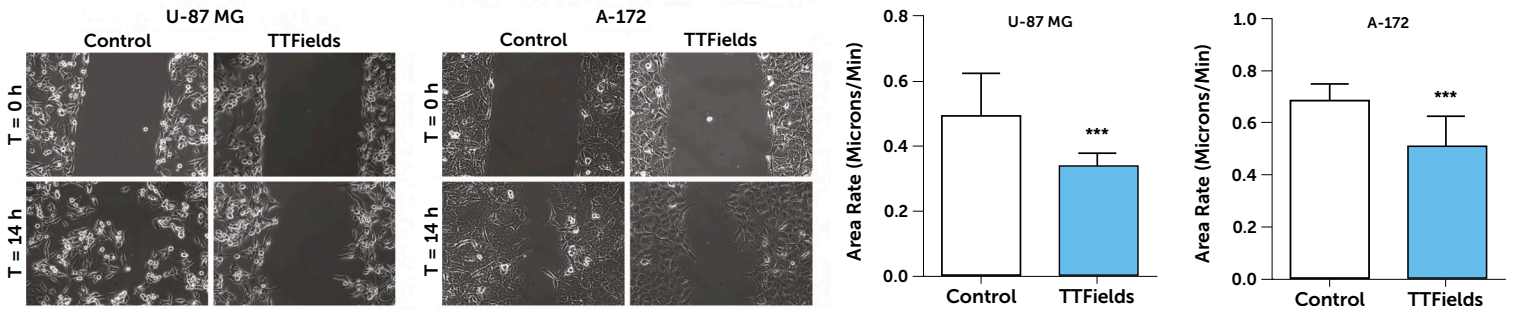 U-87 MG
Control TTFields
T = 0 h
T = 14 h
A-172
Control TTFields
T = 0 h
T = 14 h
U-87 MG
Area Rate (Microns/Min)
0.8
0.6
0.4
0.2
0.0
***
Control TTFields
A-172
Area Rate (Microns/Min)
1.0
0.8
0.6
0.4
0.2
0.0
***
Control TTFields